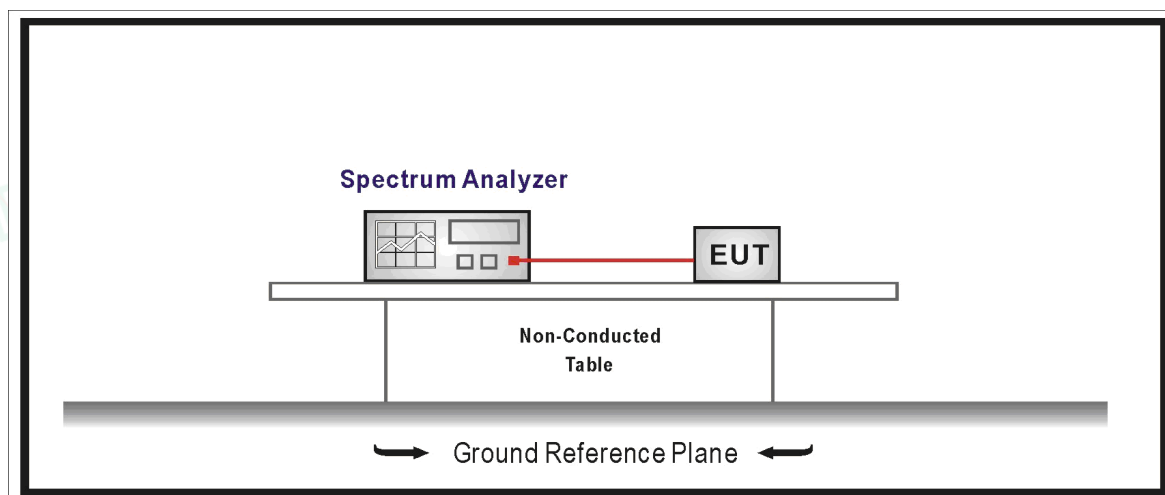 Spectrum Analyzer
EUT
Non-Conducted
Table
Ground Reference Plane